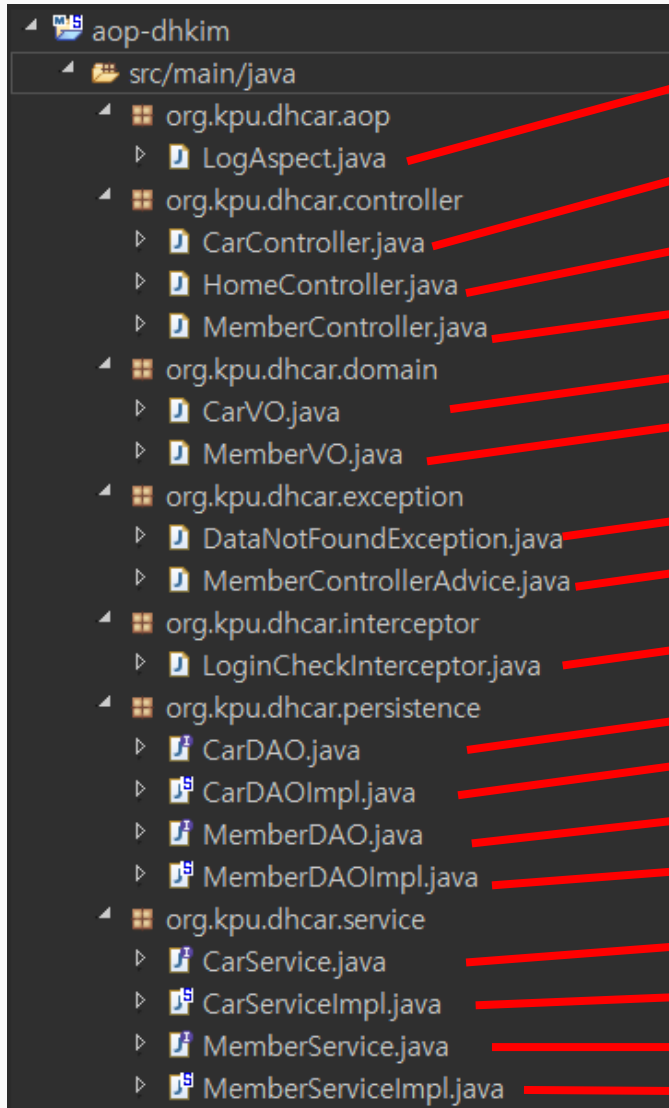 aop-dhkim
src/main/java
org.kpu.dhcar.aop
LogAspect.java
org.kpu.dhcar.controller
CarController.java
HomeController.java
MemberController.java
org.kpu.dhcar.domain
CarVO.java
MemberVO.java
org.kpu.dhcar.exception
DataNotFoundException.java
MemberControllerAdvice.java
org.kpu.dhcar.interceptor
LoginCheckInterceptor.java
org.kpu.dhcar.persistence
CarDAO.java
CarDAOImpl.java
MemberDAO.java
MemberDAOImpl.java
org.kpu.dhcar.service
CarService.java
CarServiceImpl.java
MemberService.java
MemberServiceImpl.java